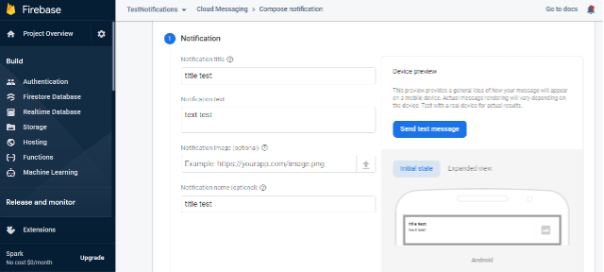 Firebase
TestNotifications
Cloud Messaging > Compose notification
Go to docs
Project Overview
Build
Authentication
Firestore Database
Realtime Database
Storage
Hosting
Functions
Machine Learning
Release and monitor
Extensions
Spark
No cost $0/month
Upgrade
1 Notification
Notification title
title test
Notification text
text test
Notification image (optional)
Example: https://yourapp.com/image.png
Notification name (optional)
title test
Device preview
This preview provides a general idea of how your message will appear
on a mobile device. Actual message rendering will vary depending on
the device. Test with a real device for actual results.
Send test message
Initial state
Expanded view
title test
text test
Android